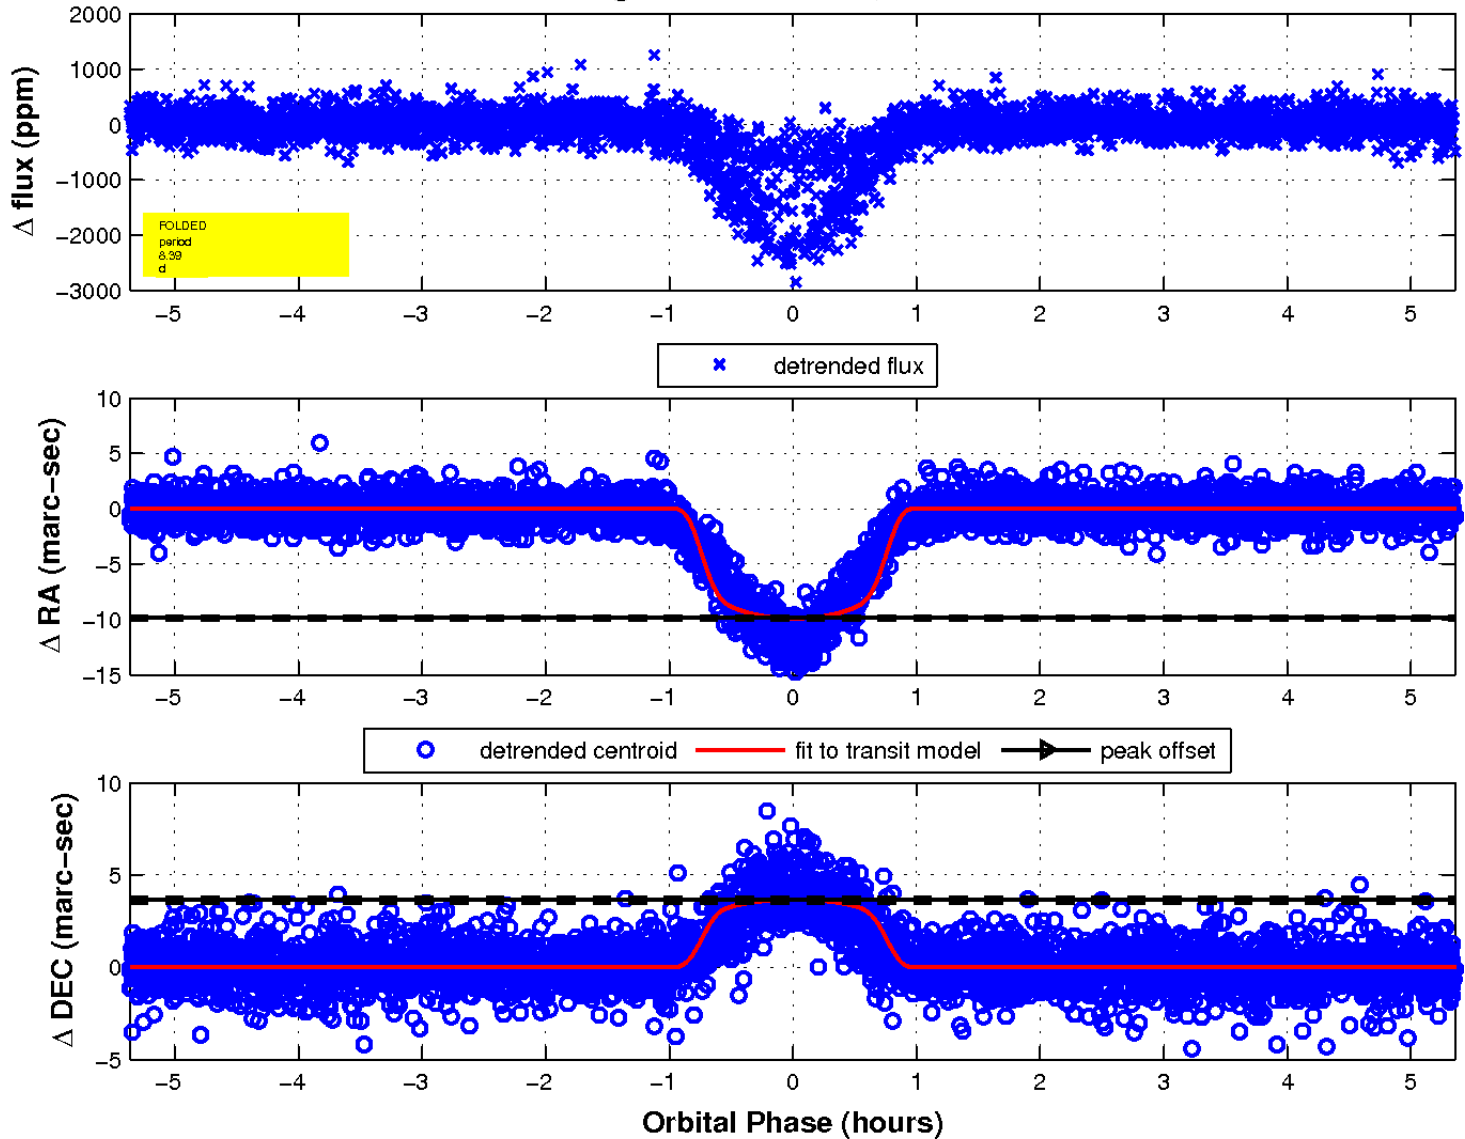 2000
1000
0
−1000
−2000
−3000
Δ flux (ppm)
FOLDED
period
8.39
d
−5 −4 −3 −2 −1 0 1 2 3 4 5
detrended flux
10
5
0
−5
−10
−15
Δ RA (marc−sec)
−5 −4 −3 −2 −1 0 1 2 3 4 5
detrended centroid fit to transit model peak offset
10
5
0
−5
Δ DEC (marc−sec)
−5 −4 −3 −2 −1 0 1 2 3 4 5
Orbital Phase (hours)